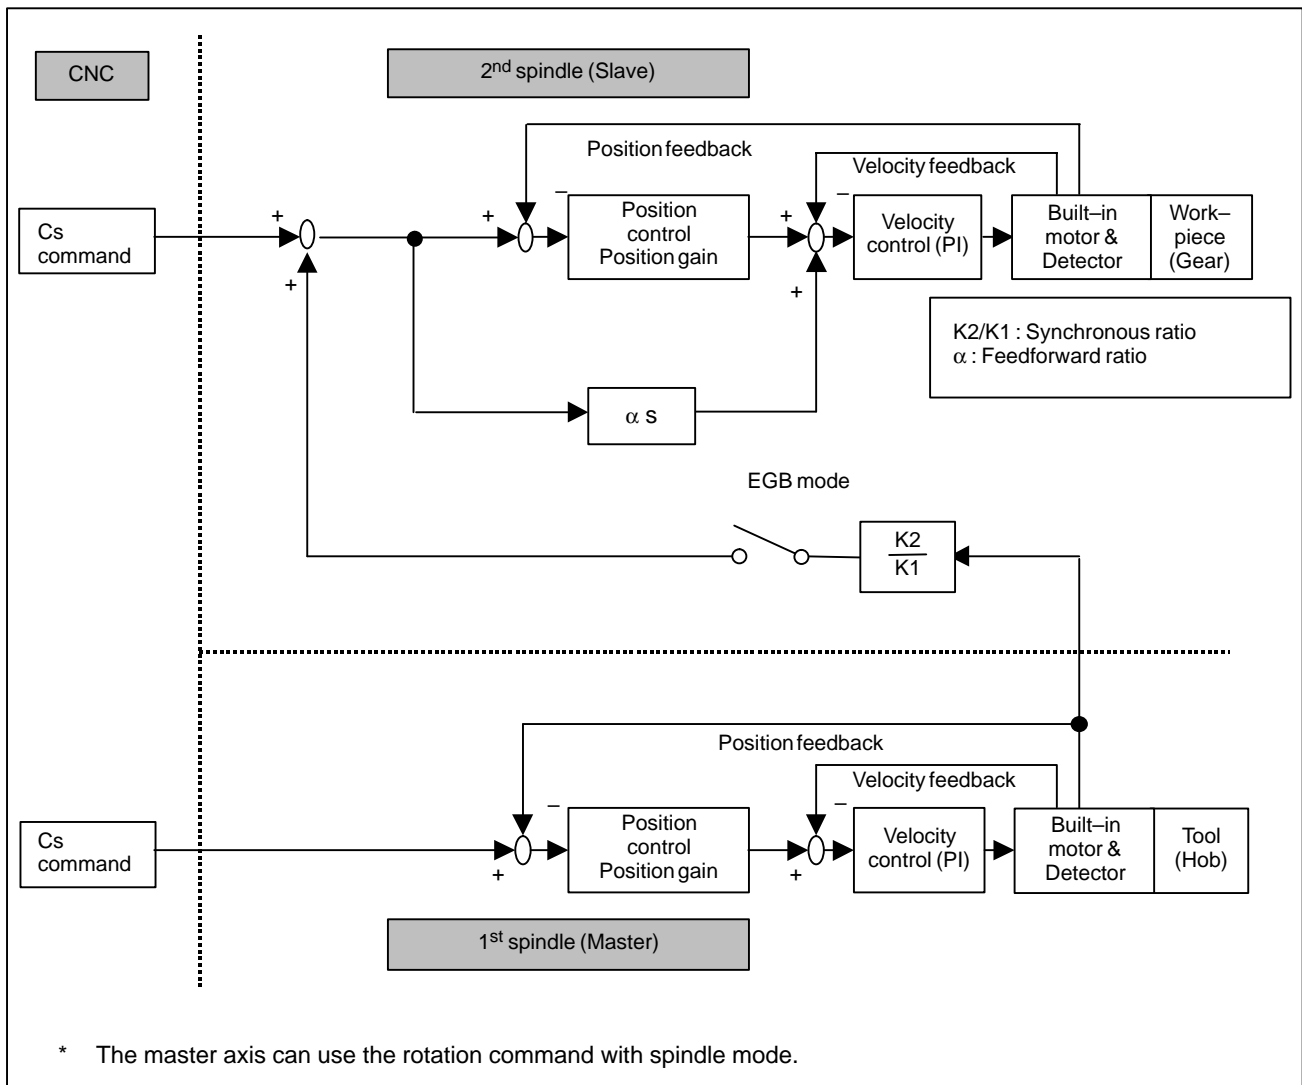 CNC
2nd spindle (Slave)
Position feedback
Velocity feedback
Cs
command
+
+
+
–
Position
control
Position gain
+
–
+
Velocity
control (PI)
Built–in
motor &
Detector
Work–
piece
(Gear)
K2/K1 : Synchronous ratio
α : Feedforward ratio
α s
EGB mode
K2
K1
Position feedback
Velocity feedback
Cs
command
+
–
Position
control
Position gain
+
–
Velocity
control (PI)
Built–in
motor &
Detector
Tool
(Hob)
1st spindle (Master)
* The master axis can use the rotation command with spindle mode.